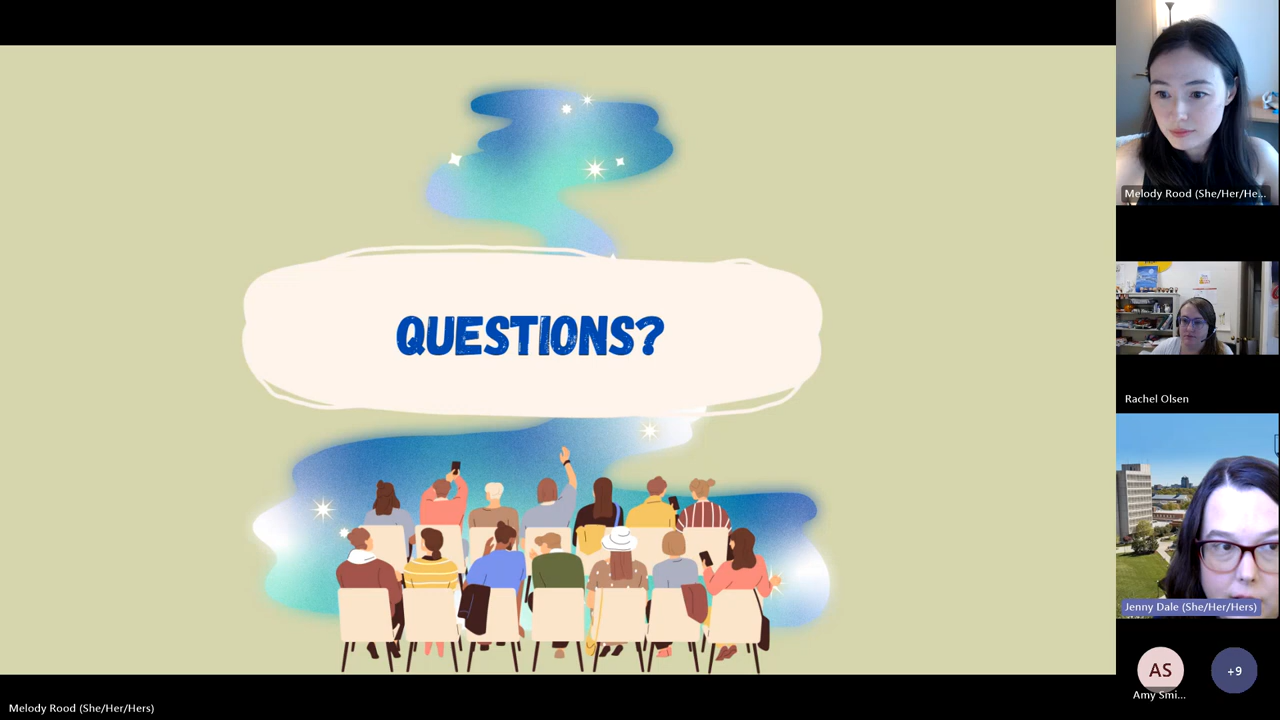 QUESTIONS?
Melody Rood (She/Her/He...
Rachel Olsen
Jenny Dale (She/Her/Hers)
AS
+9
Amy Smi...
Melody Rood (She/Her/Hers)